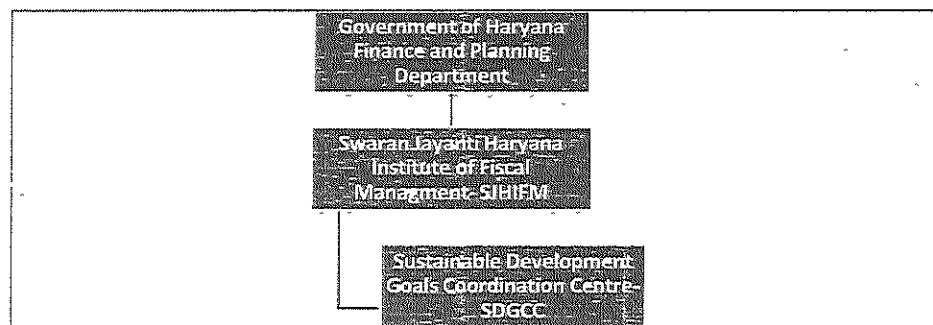 Government of Haryana
Finance and Planning
Department
Swaran Jayanti Haryana
Institute of Fiscal
Managment- SJHIFM
Sustainable Development
Goals Coordination Centre-
SDGCC